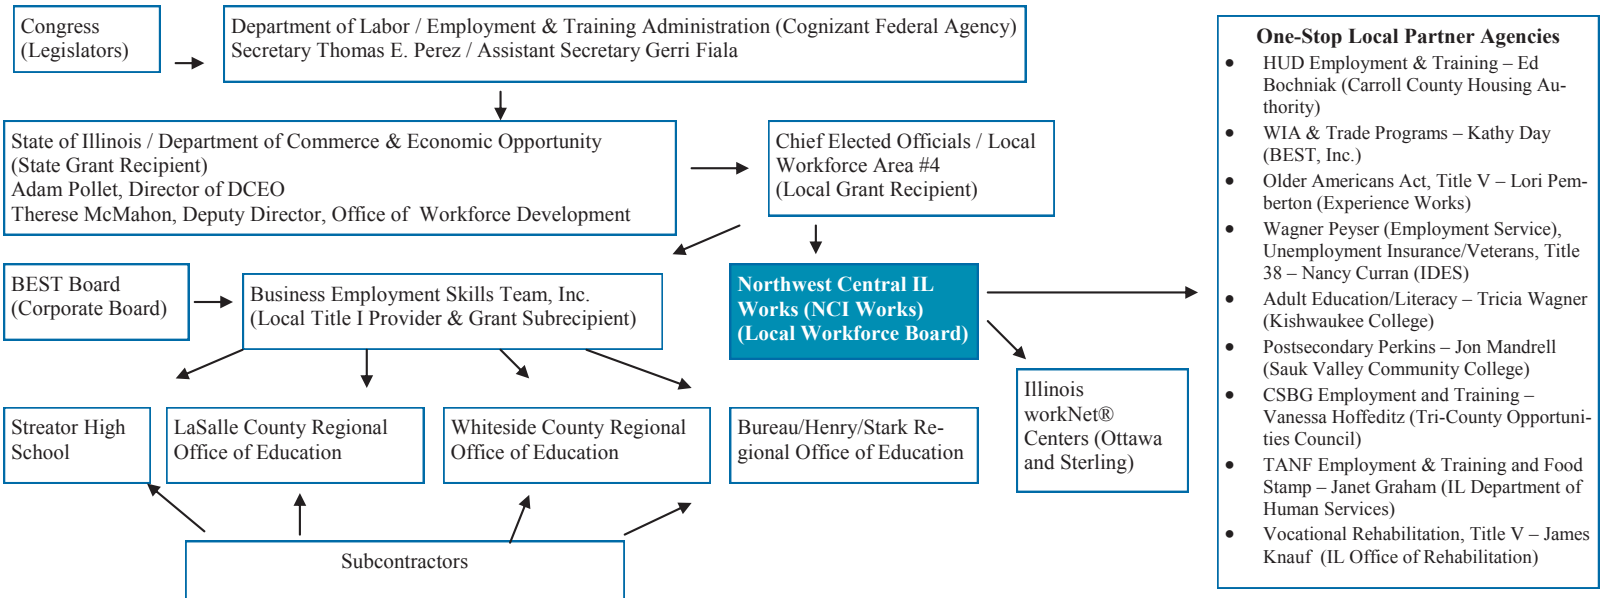 Congress
(Legislators)
Department of Labor / Employment & Training Administration (Cognizant Federal Agency)
Secretary Thomas E. Perez / Assistant Secretary Gerri Fiala
State of Illinois / Department of Commerce & Economic Opportunity
(State Grant Recipient)
Adam Pollet, Director of DCEO
Therese McMahon, Deputy Director, Office of  Workforce Development
Chief Elected Officials / Local
Workforce Area #4
(Local Grant Recipient)
BEST Board
(Corporate Board)
Business Employment Skills Team, Inc.
(Local Title I Provider & Grant Subrecipient)
Northwest Central IL
Works (NCI Works)
(Local Workforce Board)
Streator High
School
LaSalle County Regional
Office of Education
Whiteside County Regional
Office of Education
Bureau/Henry/Stark Re-
gional Office of Education
Illinois
workNet®
Centers (Ottawa
and Sterling)
Subcontractors
One-Stop Local Partner Agencies
• HUD Employment & Training – Ed
Bochniak (Carroll County Housing Au-
thority)
• WIA & Trade Programs – Kathy Day
(BEST, Inc.)
• Older Americans Act, Title V – Lori Pem-
berton (Experience Works)
• Wagner Peyser (Employment Service),
Unemployment Insurance/Veterans, Title
38 – Nancy Curran (IDES)
• Adult Education/Literacy – Tricia Wagner
(Kishwaukee College)
• Postsecondary Perkins – Jon Mandrell
(Sauk Valley Community College)
• CSBG Employment and Training –
Vanessa Hoffeditz (Tri-County Opportuni-
ties Council)
• TANF Employment & Training and Food
Stamp – Janet Graham (IL Department of
Human Services)
• Vocational Rehabilitation, Title V – James
Knauf  (IL Office of Rehabilitation)